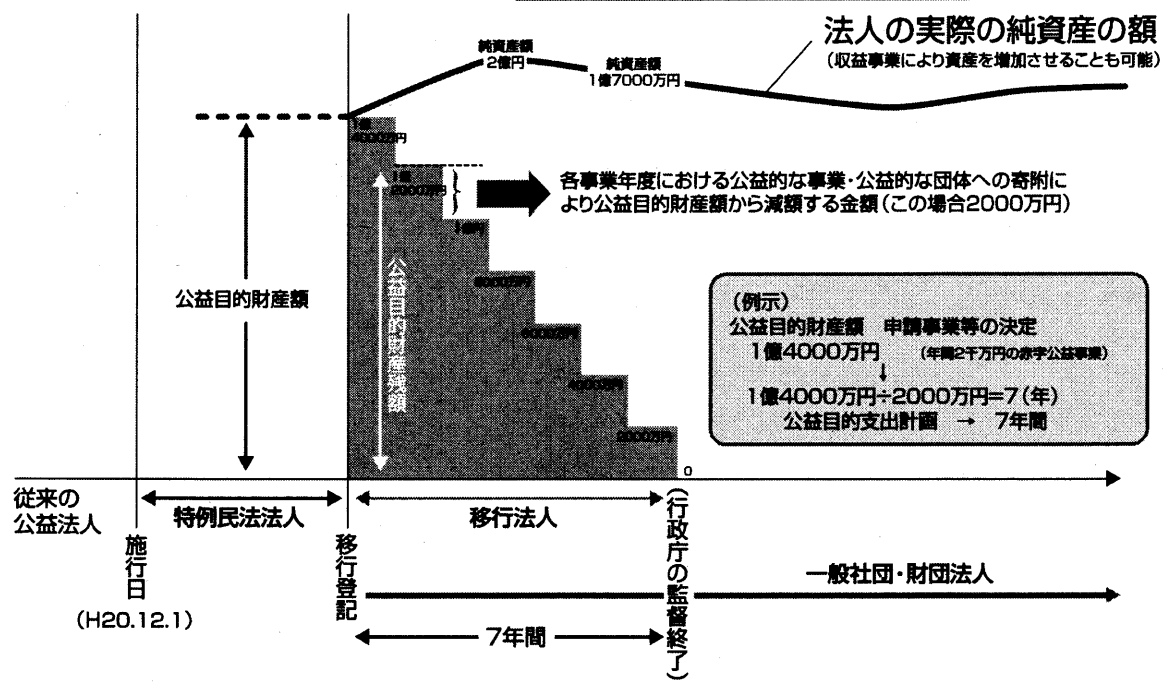 法人の実際の純資産の額
(収益事業により資産を増加させることも可能)
純資産額
2億円
純資産額
1億7000万円
1億
4000万円
1億
2000万円
1億円
8000万円
6000万円
4000万円
2000万円
0
各事業年度における公益的な事業・公益的な団体への寄附に
より公益目的財産額から減額する金額(この場合2000万円)
公益目的財産額
公益目的財産残額
(例示)
公益目的財産額 申請事業等の決定
1億4000万円 (年間2千万円の赤字公益事業)
↓
1億4000万円÷2000万円=7(年)
公益目的支出計画 → 7年間
従来の
公益法人
特例民法法人
移行法人
施行日
(H20.12.1)
移行登記
(行政庁の監督終了)
一般社団・財団法人
7年間